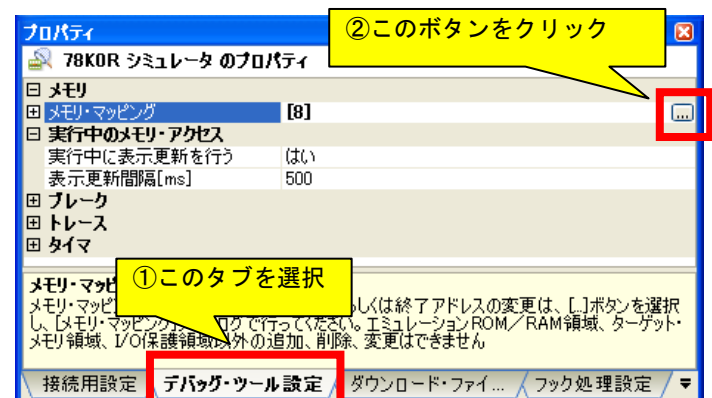 プロパティ
②このボタンをクリック
78K0R シミュレータ のプロパティ
メモリ
メモリ・マッピング [8]
...
実行中のメモリ・アクセス
実行中に表示更新を行う はい
表示更新間隔[ms] 500
ブレーク
トレース
タイマ
①このタブを選択
メモリ・マッピ
メモリ・マッピ しくは終了アドレスの変更は、[...]ボタンを選択
し、[メモリ・マッピング]ダイアログで行ってください。エミュレーションROM/RAM領域、ターゲット・
メモリ領域、I/O保護領域以外の追加、削除、変更はできません
接続用設定 デバッグ・ツール設定 ダウンロード・ファイ... フック処理設定